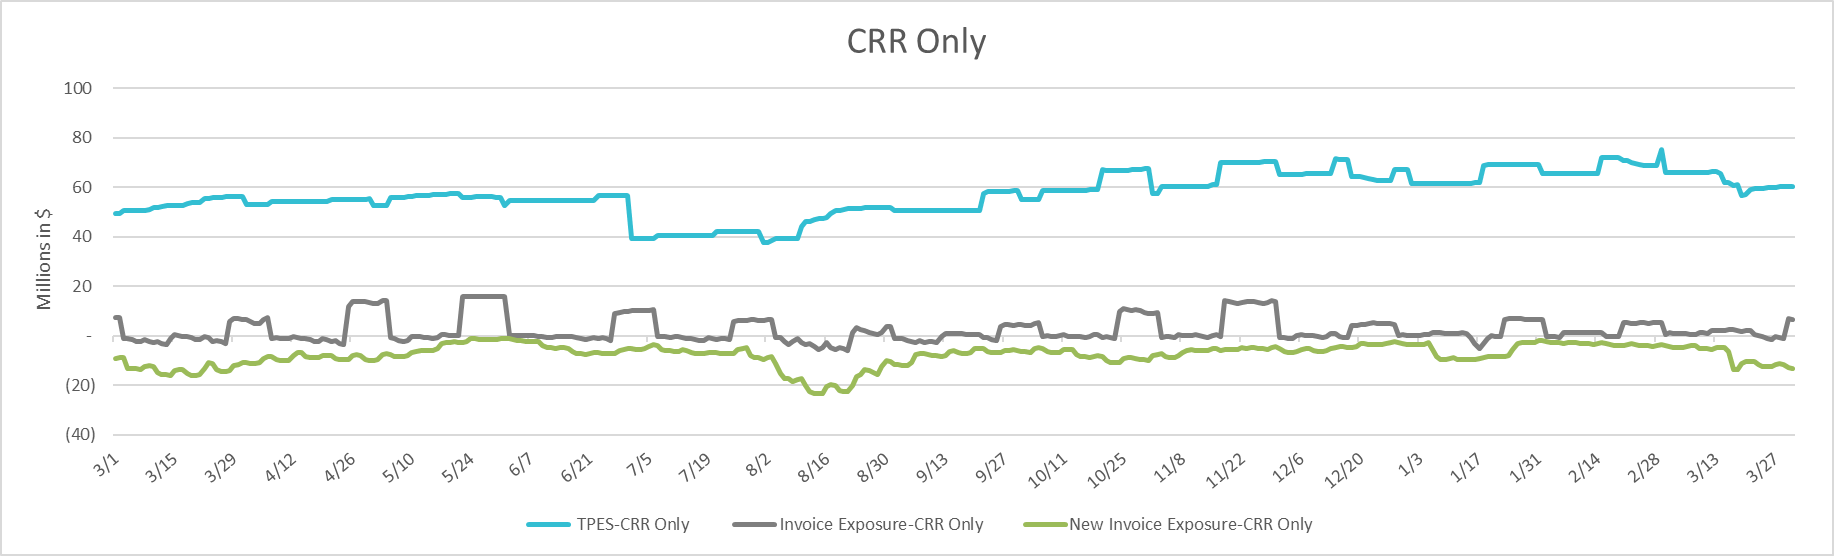 CRR Only
Millions in $
100
80
60
40
20
-
(20)
(40)
3/1 3/15 3/29 4/12 4/26 5/10 5/24 6/7 6/21 7/5 7/19 8/2 8/16 8/30 9/13 9/27 10/11 10/25 11/8 11/22 12/6 12/20 1/3 1/17 1/31 2/14 2/28 3/13 3/27
TPES-CRR Only Invoice Exposure-CRR Only New Invoice Exposure-CRR Only